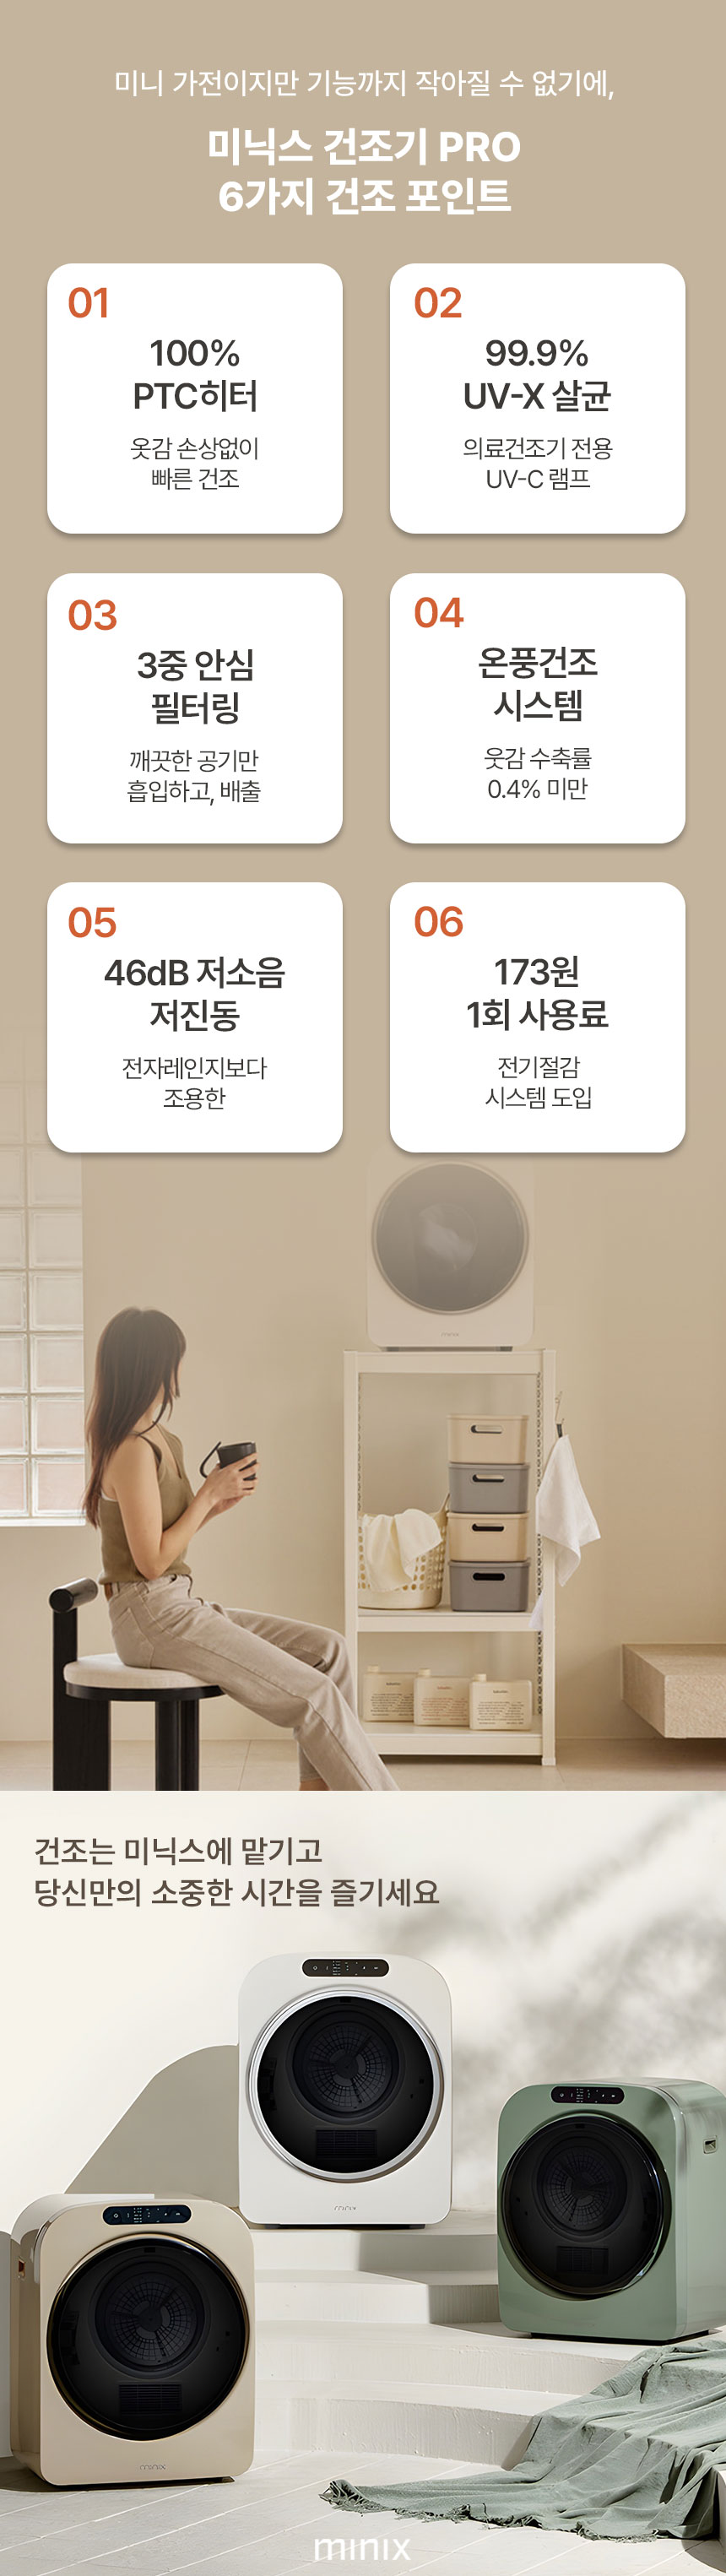 미니 가전이지만 기능까지 작아질 수 없기에,
미닉스 건조기 PRO
6가지 건조 포인트
01
100%
PTC히터
옷감 손상없이
빠른 건조
02
99.9%
UV-X 살균
의료건조기 전용
UV-C 램프
03
3중 안심
필터링
깨끗한 공기만
흡입하고, 배출
04
온풍건조
시스템
옷감 수축률
0.4% 미만
05
46dB 저소음
저진동
전자레인지보다
조용한
06
173원
1회 사용료
전기절감
시스템 도입
건조는 미닉스에 맡기고
당신만의 소중한 시간을 즐기세요
minix
minix
minix
minix